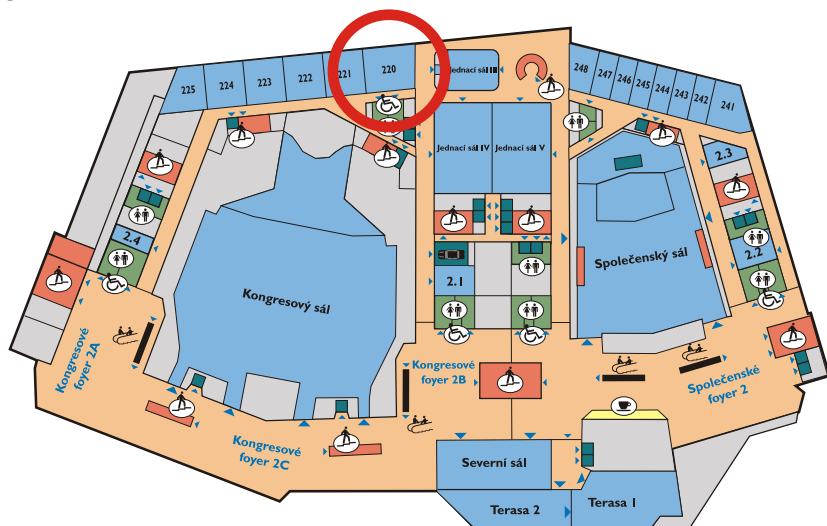 225
224
223
222
221
220
Jednací sál III
248
247
246
245
244
243
242
241
Jednací sál IV
Jednací sál V
2.3
2.4
2.1
2.2
Kongresový sál
Společenský sál
Kongresové
foyer 2A
Kongresové
foyer 2B
Kongresové
foyer 2C
Společenské
foyer 2
Severní sál
Terasa 2
Terasa 1